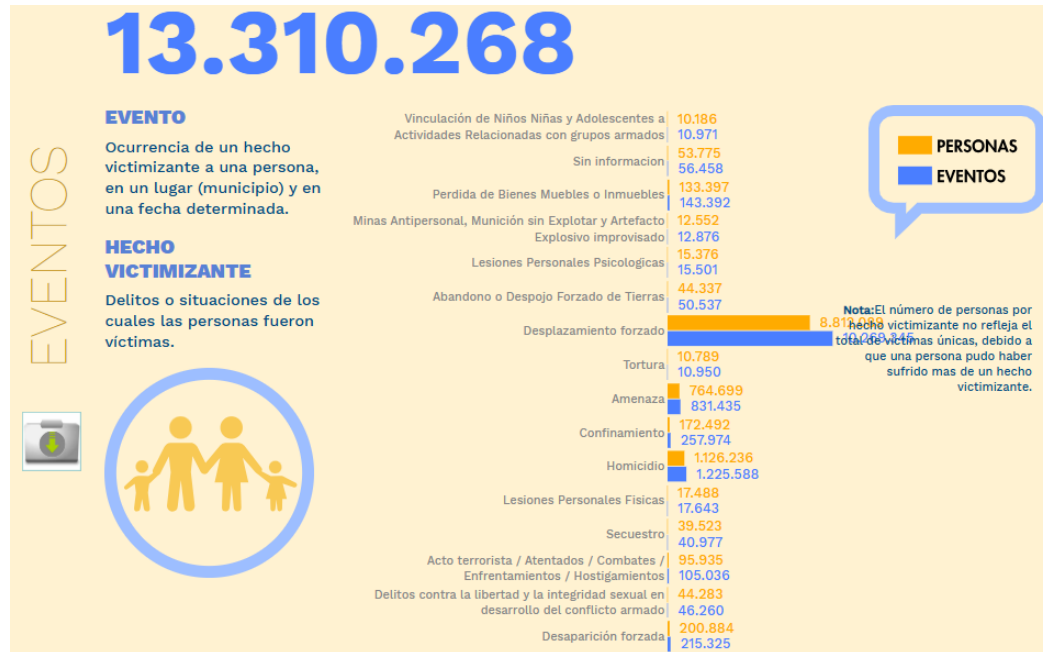 13.310.268
EVENTOS
EVENTO
Ocurrencia de un hecho
victimizante a una persona,
en un lugar (municipio) y en
una fecha determinada.
HECHO
VICTIMIZANTE
Delitos o situaciones de los
cuales las personas fueron
víctimas.
Vinculación de Niños Niñas y Adolescentes a
Actividades Relacionadas con grupos armados
10.186
10.971
Sin informacion
53.775
56.458
Perdida de Bienes Muebles o Inmuebles
133.397
143.392
Minas Antipersonal, Munición sin Explotar y Artefacto
Explosivo improvisado
12.552
12.876
Lesiones Personales Psicologicas
15.376
15.501
Abandono o Despojo Forzado de Tierras
44.337
50.537
Desplazamiento forzado
Tortura
10.789
10.950
Amenaza
764.699
831.435
Confinamiento
172.492
257.974
Homicidio
1.126.236
1.225.588
Lesiones Personales Fisicas
17.488
17.643
Secuestro
39.523
40.977
Acto terrorista / Atentados / Combates /
Enfrentamientos / Hostigamientos
95.935
105.036
Delitos contra la libertad y la integridad sexual en
desarrollo del conflicto armado
44.283
46.260
Desaparición forzada
200.884
215.325
PERSONAS
EVENTOS
Nota:El número de personas por
hecho victimizante no refleja el
total de víctimas únicas, debido a
que una persona pudo haber
sufrido mas de un hecho
victimizante.